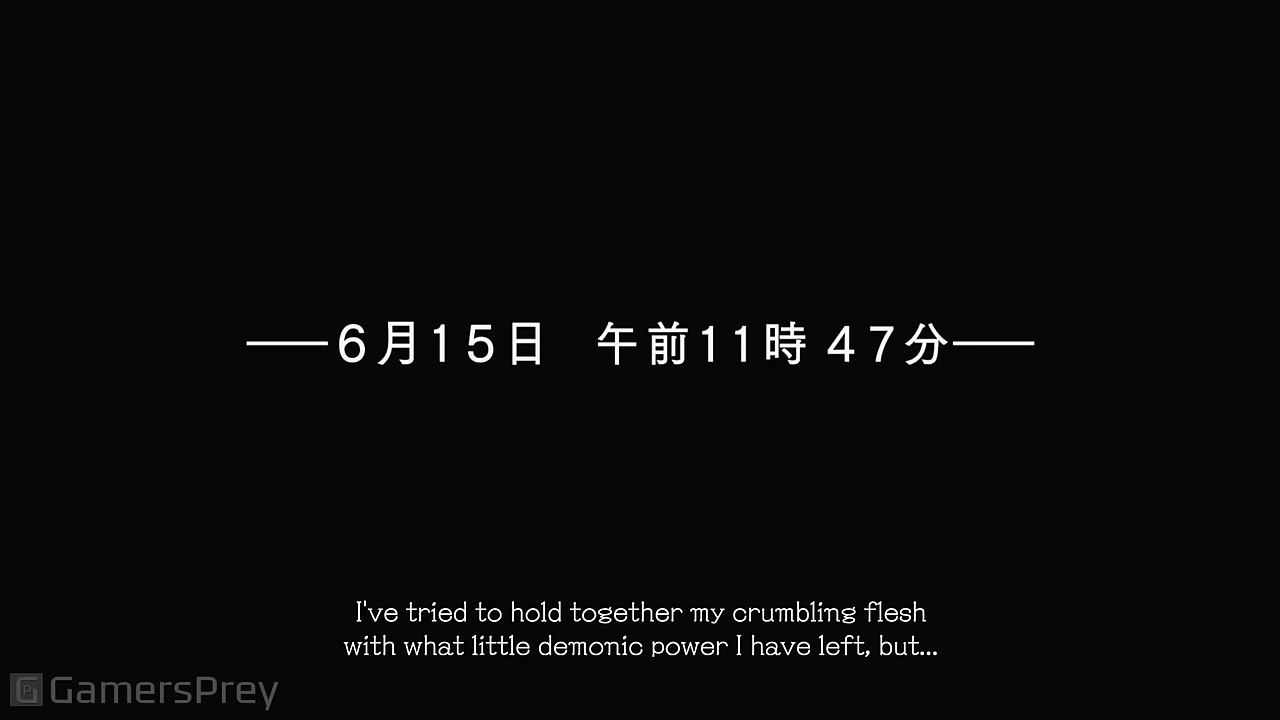 ――6月15日　午前11時 47分――
I've tried to hold together my crumbling flesh
with what little demonic power I have left, but...
GamersPrey